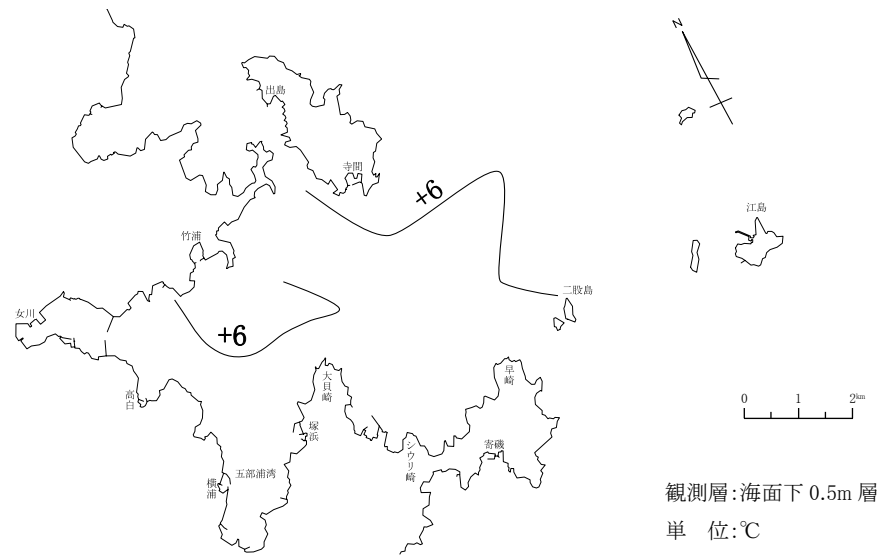 N
出島
寺間
+6
江島
竹浦
二股島
女川
+6
大貝崎
早崎
高白
塚浜
シウリ崎
寄磯
五部浦湾
横浦
0 1 2km
観測層:海面下 0.5m 層
単 位:℃